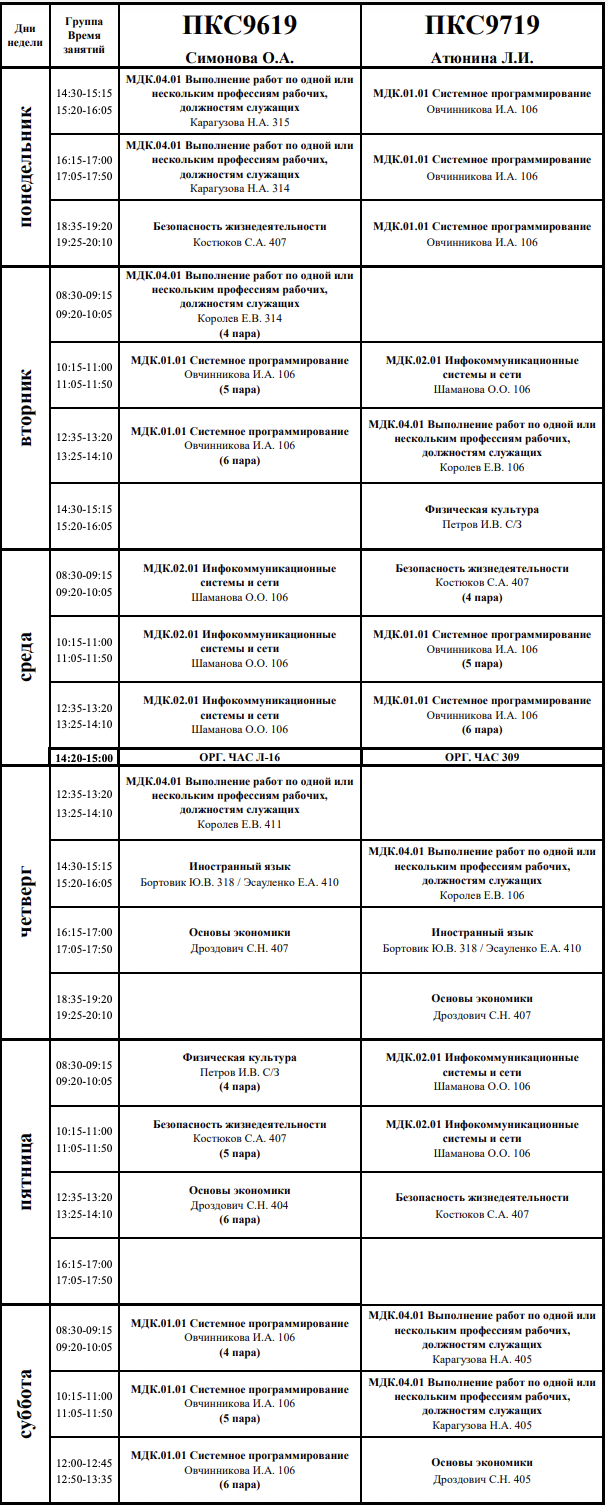 Дни
недели
Группа
Время
занятий
ПКС9619
Симонова О.А.
ПКС9719
Атюнина Л.И.
понедельник
14:30-15:15
15:20-16:05
МДК.04.01 Выполнение работ по одной или
нескольким профессиям рабочих,
должностям служащих
Карагузова Н.А. 315
МДК.01.01 Системное программирование
Овчинникова И.А. 106
16:15-17:00
17:05-17:50
МДК.04.01 Выполнение работ по одной или
нескольким профессиям рабочих,
должностям служащих
Карагузова Н.А. 314
МДК.01.01 Системное программирование
Овчинникова И.А. 106
18:35-19:20
19:25-20:10
Безопасность жизнедеятельности
Костюков С.А. 407
МДК.01.01 Системное программирование
Овчинникова И.А. 106
вторник
08:30-09:15
09:20-10:05
МДК.04.01 Выполнение работ по одной или
нескольким профессиям рабочих,
должностям служащих
Королев Е.В. 314
(4 пара)
10:15-11:00
11:05-11:50
МДК.01.01 Системное программирование
Овчинникова И.А. 106
(5 пара)
МДК.02.01 Инфокоммуникационные
системы и сети
Шаманова О.О. 106
12:35-13:20
13:25-14:10
МДК.01.01 Системное программирование
Овчинникова И.А. 106
(6 пара)
МДК.04.01 Выполнение работ по одной или
нескольким профессиям рабочих,
должностям служащих
Королев Е.В. 106
14:30-15:15
15:20-16:05
Физическая культура
Петров И.В. С/З
среда
08:30-09:15
09:20-10:05
МДК.02.01 Инфокоммуникационные
системы и сети
Шаманова О.О. 106
Безопасность жизнедеятельности
Костюков С.А. 407
(4 пара)
10:15-11:00
11:05-11:50
МДК.02.01 Инфокоммуникационные
системы и сети
Шаманова О.О. 106
МДК.01.01 Системное программирование
Овчинникова И.А. 106
(5 пара)
12:35-13:20
13:25-14:10
МДК.02.01 Инфокоммуникационные
системы и сети
Шаманова О.О. 106
МДК.01.01 Системное программирование
Овчинникова И.А. 106
(6 пара)
14:20-15:00
ОРГ. ЧАС Л-16
ОРГ. ЧАС 309
четверг
12:35-13:20
13:25-14:10
МДК.04.01 Выполнение работ по одной или
нескольким профессиям рабочих,
должностям служащих
Королев Е.В. 411
14:30-15:15
15:20-16:05
Иностранный язык
Бортовик Ю.В. 318 / Эсауленко Е.А. 410
МДК.04.01 Выполнение работ по одной или
нескольким профессиям рабочих,
должностям служащих
Королев Е.В. 106
16:15-17:00
17:05-17:50
Основы экономики
Дроздович С.Н. 407
Иностранный язык
Бортовик Ю.В. 318 / Эсауленко Е.А. 410
18:35-19:20
19:25-20:10
Основы экономики
Дроздович С.Н. 407
пятница
08:30-09:15
09:20-10:05
Физическая культура
Петров И.В. С/З
(4 пара)
МДК.02.01 Инфокоммуникационные
системы и сети
Шаманова О.О. 106
10:15-11:00
11:05-11:50
Безопасность жизнедеятельности
Костюков С.А. 407
(5 пара)
МДК.02.01 Инфокоммуникационные
системы и сети
Шаманова О.О. 106
12:35-13:20
13:25-14:10
Основы экономики
Дроздович С.Н. 404
(6 пара)
Безопасность жизнедеятельности
Костюков С.А. 407
16:15-17:00
17:05-17:50
суббота
08:30-09:15
09:20-10:05
МДК.01.01 Системное программирование
Овчинникова И.А. 106
(4 пара)
МДК.04.01 Выполнение работ по одной или
нескольким профессиям рабочих,
должностям служащих
Карагузова Н.А. 405
10:15-11:00
11:05-11:50
МДК.01.01 Системное программирование
Овчинникова И.А. 106
(5 пара)
МДК.04.01 Выполнение работ по одной или
нескольким профессиям рабочих,
должностям служащих
Карагузова Н.А. 405
12:00-12:45
12:50-13:35
МДК.01.01 Системное программирование
Овчинникова И.А. 106
(6 пара)
Основы экономики
Дроздович С.Н. 405